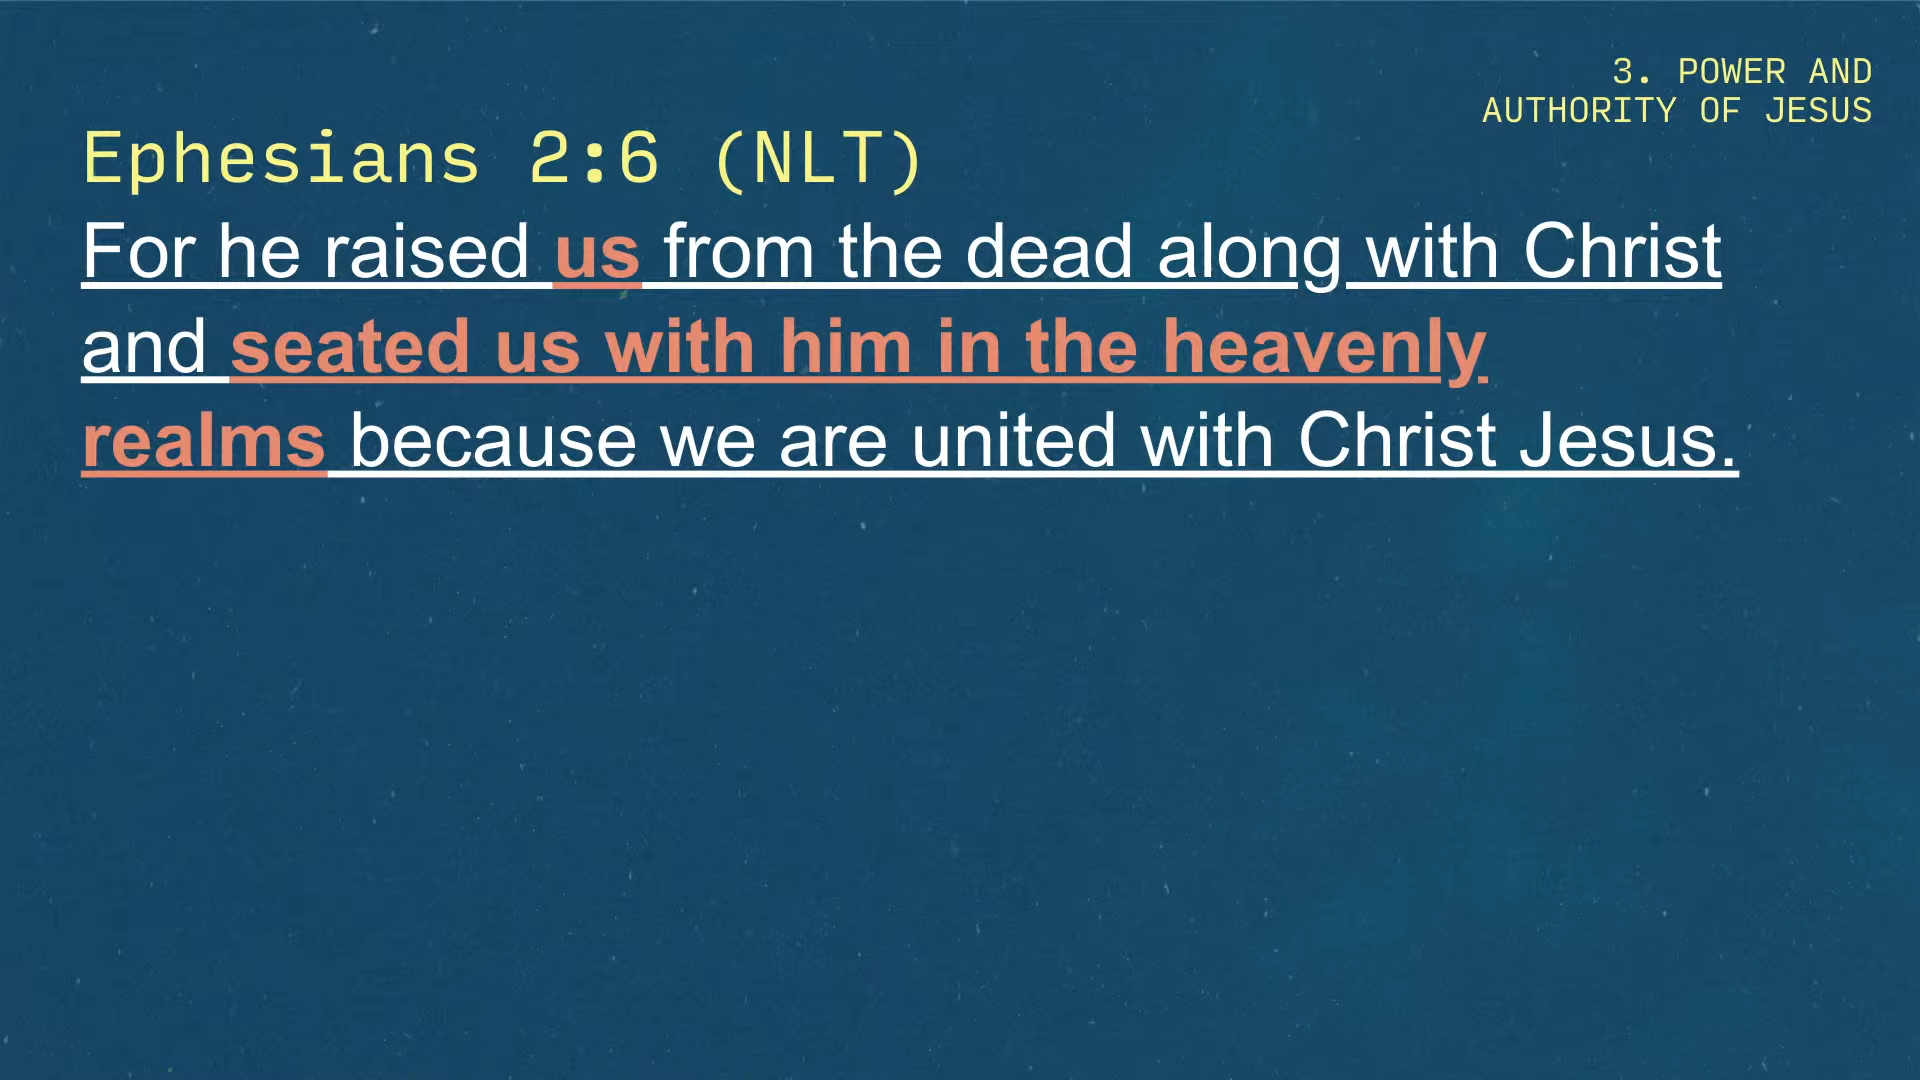 3. POWER AND
AUTHORITY OF JESUS
Ephesians 2:6 (NLT)
For he raised us from the dead along with Christ
and seated us with him in the heavenly
realms because we are united with Christ Jesus.